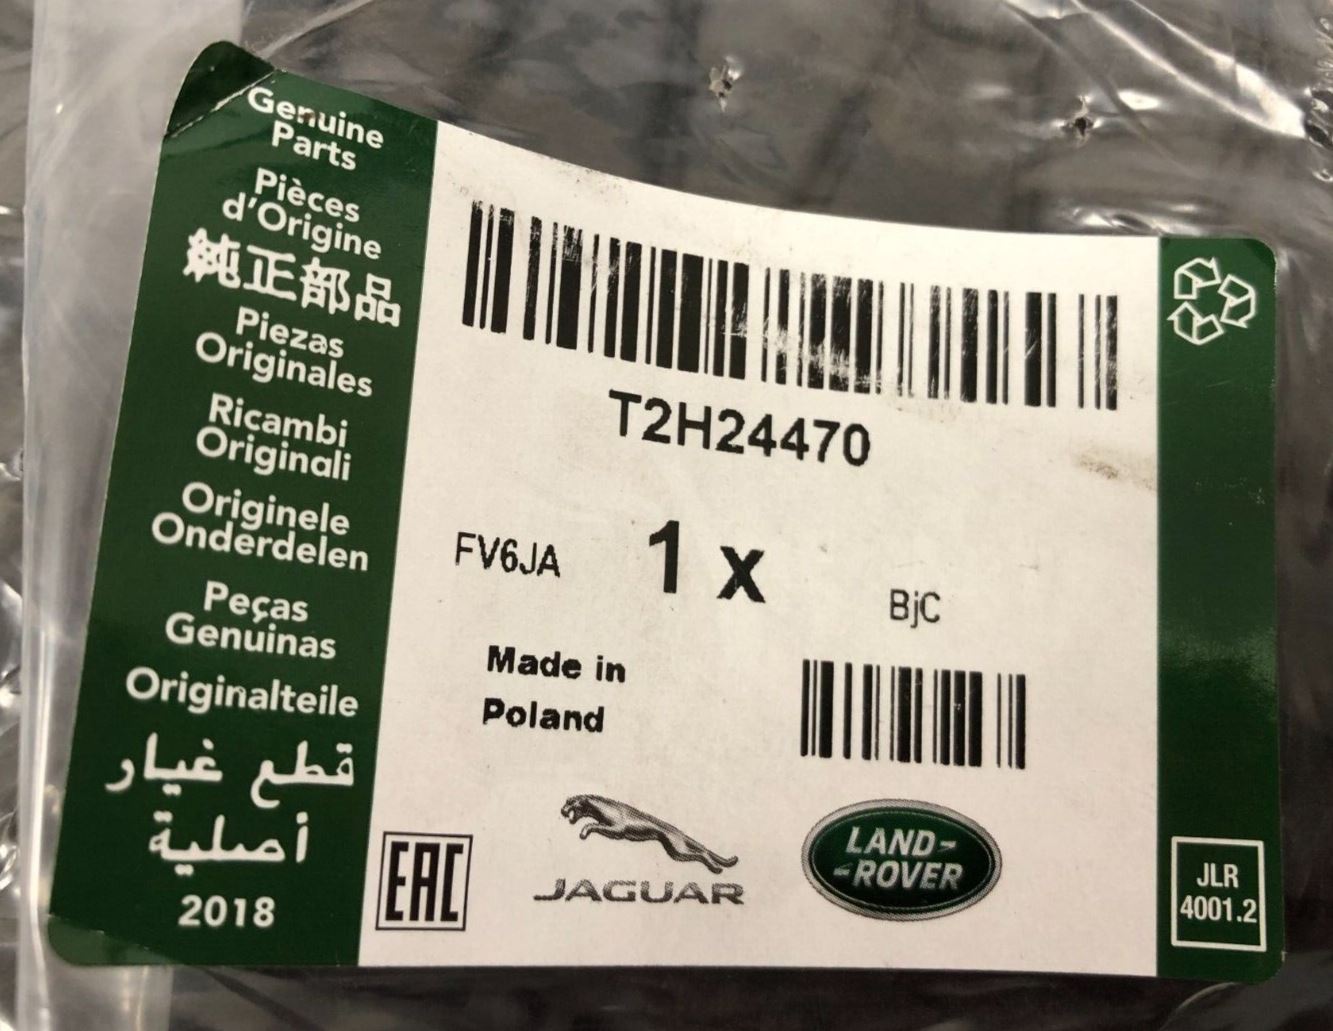 Genuine
Parts
Pièces
d'Origine
純正部品
Piezas
Originales
Ricambi
Originali
Originele
Onderdelen
Peças
Genuinas
Originalteile
قطع غيار
أصلية
2018
T2H24470
FV6JA
1 x
BjC
Made in
Poland
EAC
JAGUAR
LAND-
-ROVER
JLR
4001.2